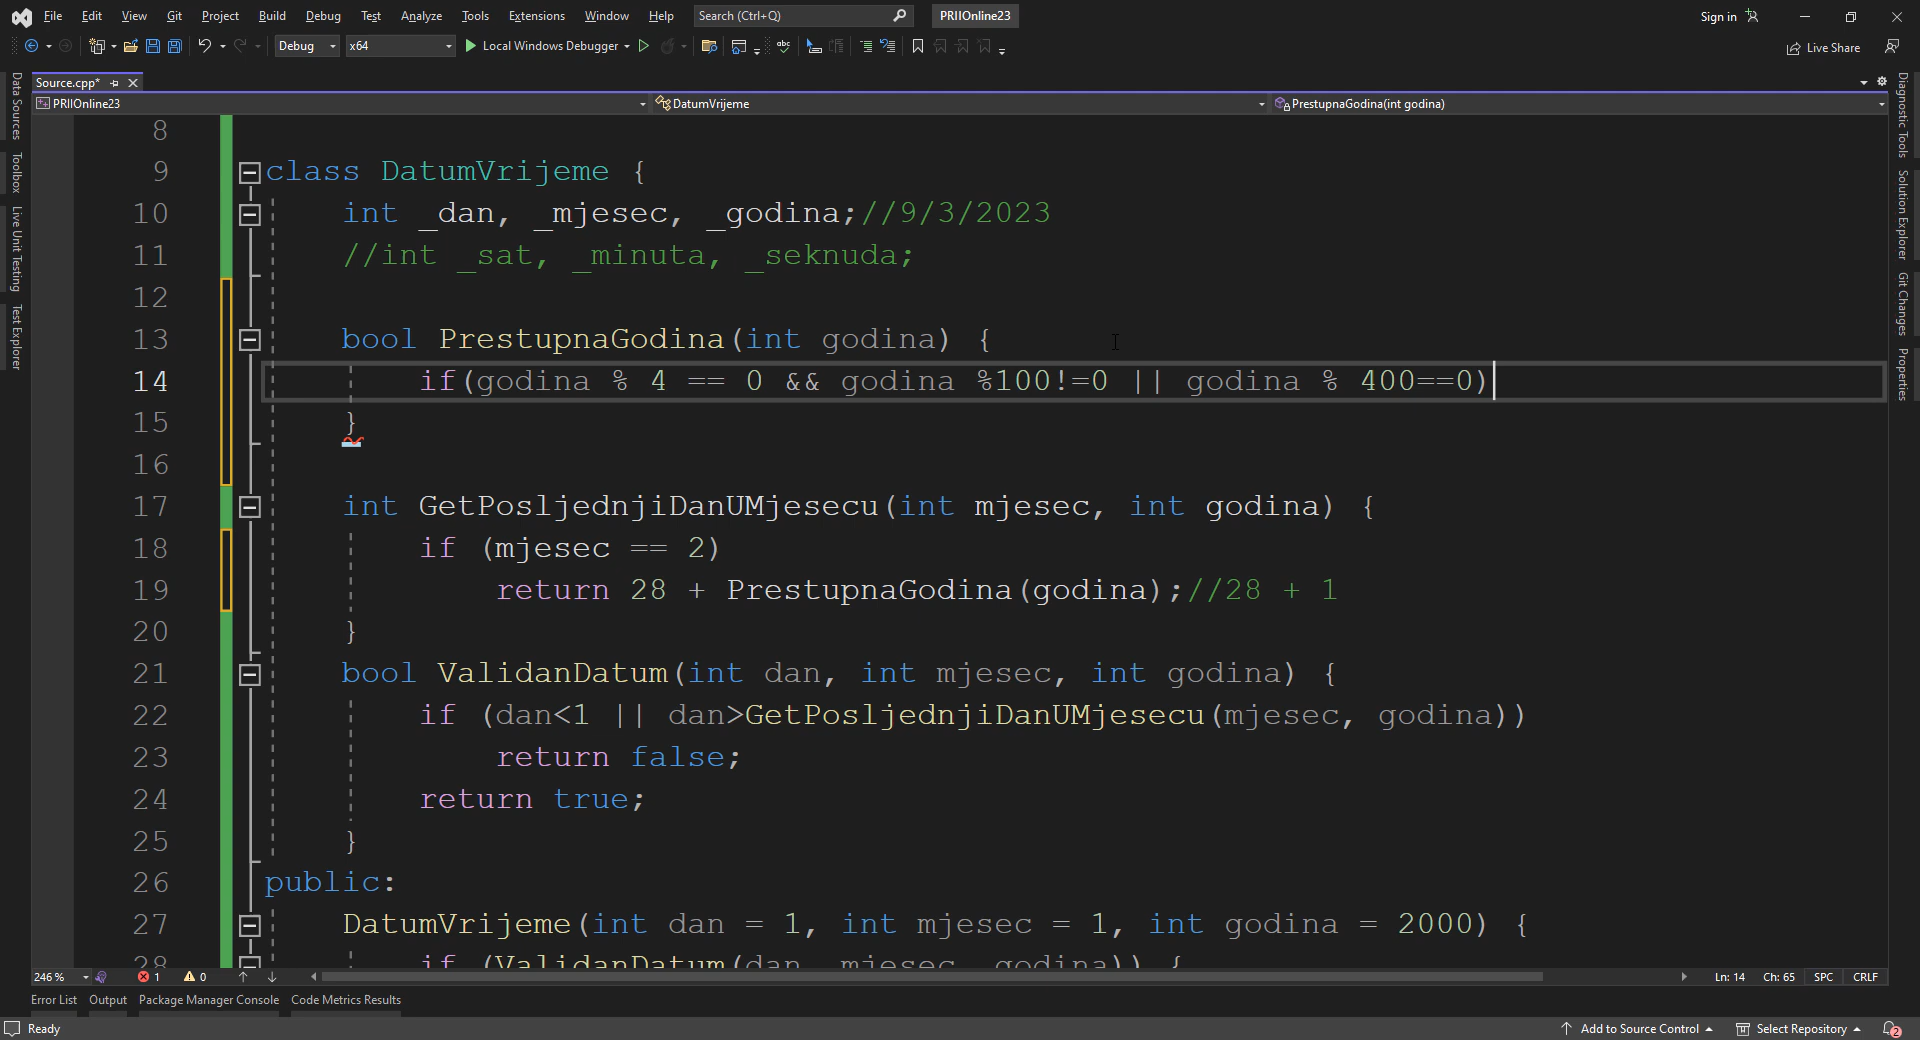 File Edit View Git Project Build Debug Test Analyze Tools Extensions Window Help Search (Ctrl+Q) PRIIOnline23 Sign in
Debug x64 Local Windows Debugger Live Share
Source.cpp*
PRIIOnline23 DatumVrijeme PrestupnaGodina(int godina)
Data Sources
Toolbox
Live Unit Testing
Test Explorer
8
9 class DatumVrijeme {
10 int _dan, _mjesec, _godina;//9/3/2023
11 //int _sat, _minuta, _seknuda;
12
13 bool PrestupnaGodina(int godina) {
14 if(godina % 4 == 0 && godina %100!=0 || godina % 400==0)
15 }
16
17 int GetPosljednjiDanUMjesecu(int mjesec, int godina) {
18 if (mjesec == 2)
19 return 28 + PrestupnaGodina(godina);//28 + 1
20 }
21 bool ValidanDatum(int dan, int mjesec, int godina) {
22 if (dan<1 || dan>GetPosljednjiDanUMjesecu(mjesec, godina))
23 return false;
24 return true;
25 }
26 public:
27 DatumVrijeme(int dan = 1, int mjesec = 1, int godina = 2000) {
28 if (ValidanDatum(dan, mjesec, godina)) {
Diagnostic Tools
Solution Explorer
Git Changes
Properties
246 % 1 0 Ln: 14 Ch: 65 SPC CRLF
Error List Output Package Manager Console Code Metrics Results
Ready Add to Source Control Select Repository 2